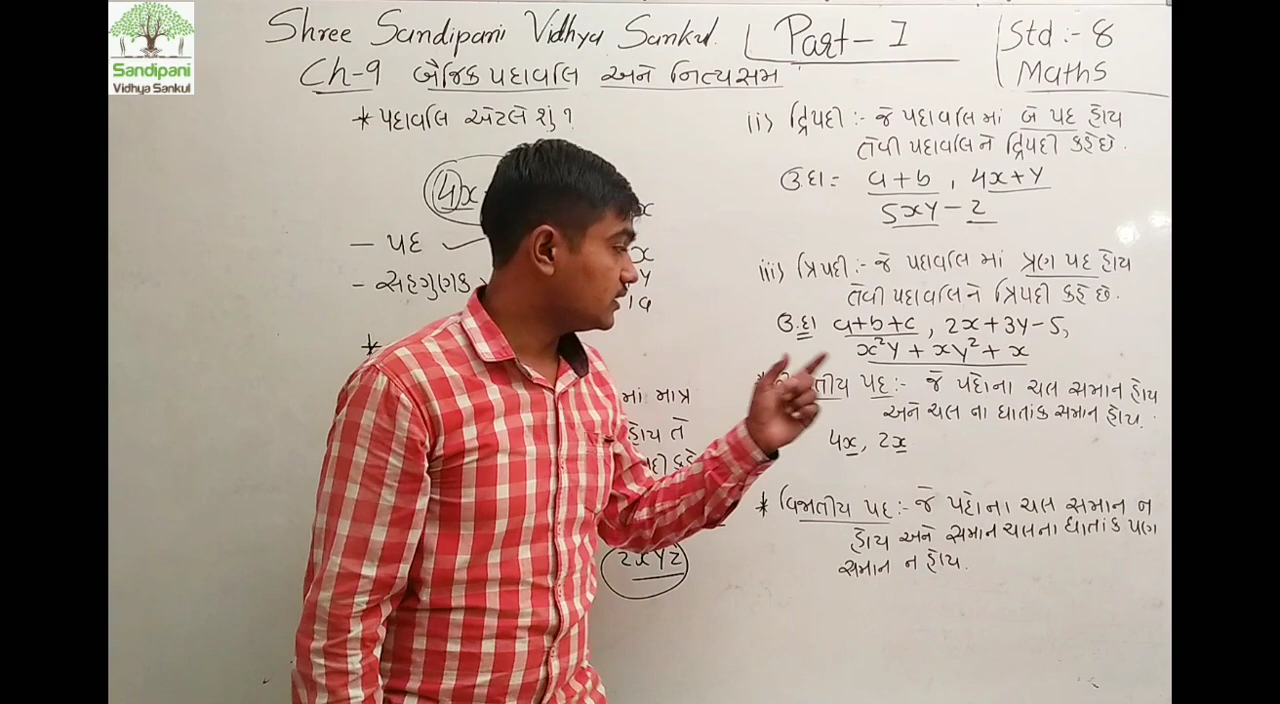 Sandipani
Vidhya Sankul
Shree Sandipani Vidhya Sankul. Part-1
Std :- 8
Maths
Ch-9 બૈજિક પદાવલિ અને નિત્યસમ
* પદાવલિ એટલે શું ?
4x
x
- પદ ✓
x
- સહગુણક
y
*
માં માત્ર
હોય તે
2xyz
ii) દ્વિપદી :- જે પદાવલિમાં બે પદ હોય
તેવી પદાવલિને દ્વિપદી કહે છે.
ઉદા = a+b , 4x+y
5xy-2
iii) ત્રિપદી :- જે પદાવલિ માં ત્રણ પદ હોય
તેવી પદાવલિને ત્રિપદી કહે છે.
ઉદા a+b+c , 2x+3y-5,
x²y + xy² + x
પદ :- જે પદોના ચલ સમાન હોય
અને ચલ ના ઘાતાંક સમાન હોય.
4x, 2x
* વિજાતીય પદ :- જે પદોના ચલ સમાન ન
હોય અને સમાન ચલના ઘાતાંક પણ
સમાન ન હોય.